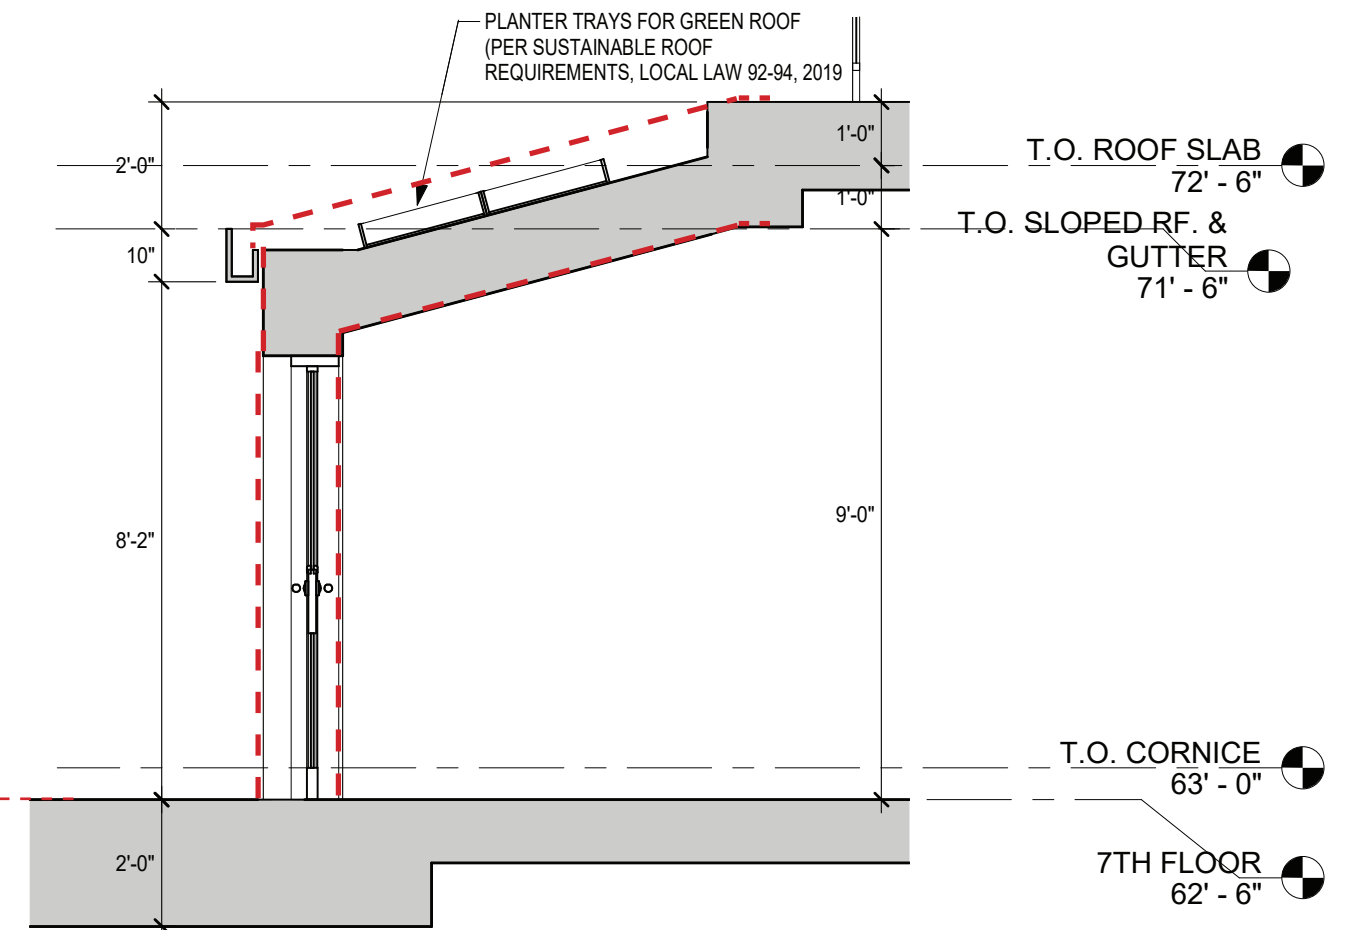 PLANTER TRAYS FOR GREEN ROOF
(PER SUSTAINABLE ROOF
REQUIREMENTS, LOCAL LAW 92-94, 2019
1'-0"
T.O. ROOF SLAB
72' - 6"
2'-0"
1'-0"
T.O. SLOPED RF. &
GUTTER
71' - 6"
10"
8'-2"
9'-0"
T.O. CORNICE
63' - 0"
2'-0"
7TH FLOOR
62' - 6"